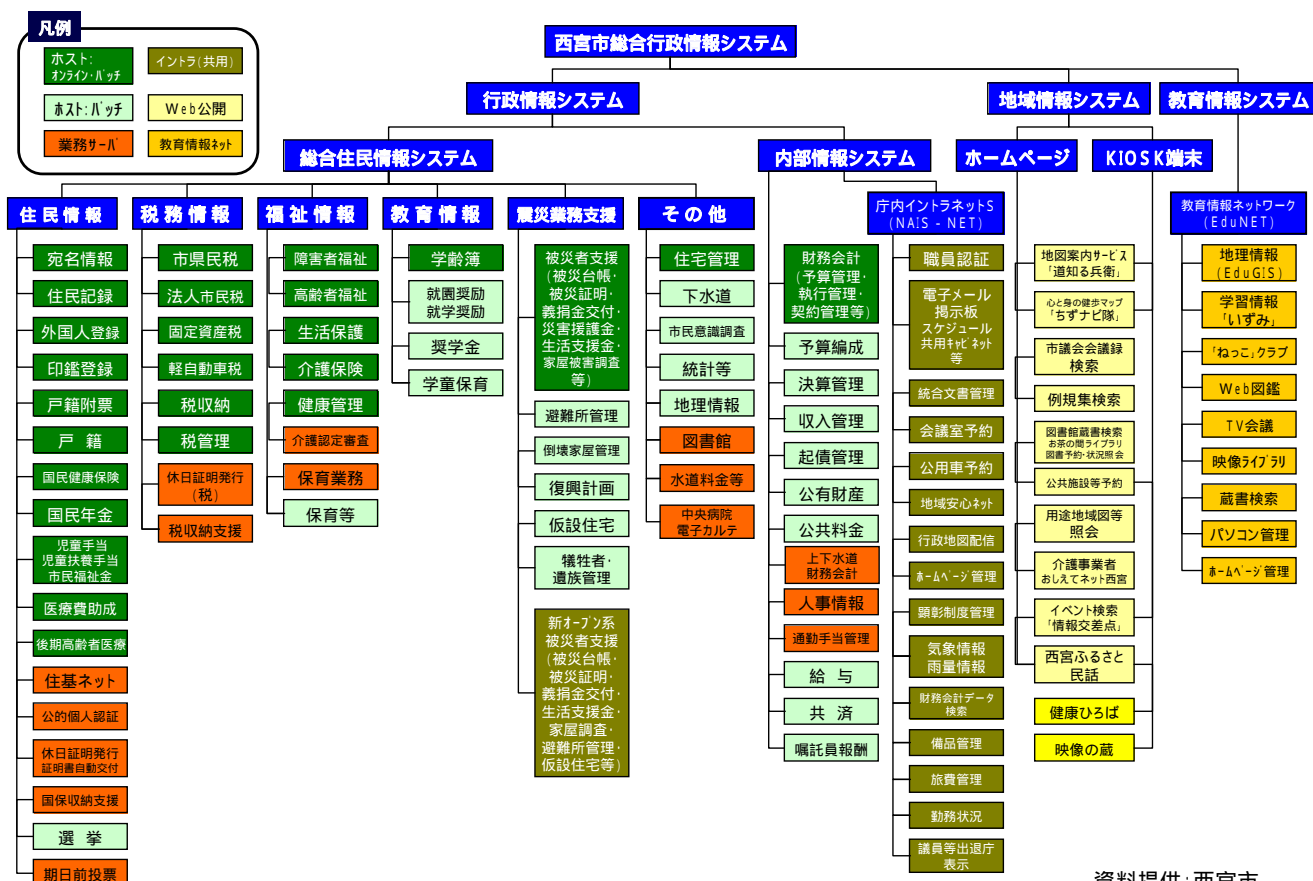 凡例
ホスト:
オンライン・バッチ
イントラ(共用)
ホスト:バッチ
Web公開
業務サーバ
教育情報ネット
西宮市総合行政情報システム
行政情報システム
地域情報システム
教育情報システム
総合住民情報システム
内部情報システム
ホームページ
KIOSK端末
住民情報
宛名情報
住民記録
外国人登録
印鑑登録
戸籍附票
戸 籍
国民健康保険
国民年金
児童手当
児童扶養手当
市民福祉金
医療費助成
後期高齢者医療
住基ネット
公的個人認証
休日証明発行
証明書自動交付
国保収納支援
選 挙
期日前投票
税務情報
市県民税
法人市民税
固定資産税
軽自動車税
税収納
税管理
休日証明発行
(税)
税収納支援
福祉情報
障害者福祉
高齢者福祉
生活保護
介護保険
健康管理
介護認定審査
保育業務
保育等
教育情報
学齢簿
就園奨励
就学奨励
奨学金
学童保育
震災業務支援
被災者支援
(被災台帳・
被災証明・
義捐金交付・
災害援護金・
生活支援金・
家屋被害調査
等)
避難所管理
倒壊家屋管理
復興計画
仮設住宅
犠牲者・
遺族管理
新オープン系
被災者支援
(被災台帳・
被災証明・
義捐金交付・
生活支援金・
家屋調査・
避難所管理・
仮設住宅等)
その他
住宅管理
下水道
市民意識調査
統計等
地理情報
図書館
水道料金等
中央病院
電子カルテ
財務会計
(予算管理・
執行管理・
契約管理等)
予算編成
決算管理
収入管理
起債管理
公有財産
公共料金
上下水道
財務会計
人事情報
通勤手当管理
給 与
共 済
嘱託員報酬
庁内イントラネットS
(NAIS-NET)
職員認証
電子メール
掲示板
スケジュール
共用キャビネット
等
統合文書管理
会議室予約
公用車予約
地域安心ネット
行政地図配信
ホームページ管理
顕彰制度管理
気象情報
雨量情報
財務会計データ
検索
備品管理
旅費管理
勤務状況
議員等出退庁
表示
地図案内サービス
「道知る兵衛」
心と身の健歩マップ
「ちずナビ隊」
市議会会議録
検索
例規集検索
図書館蔵書検索
お茶の間ライブラリ
図書予約・状況照会
公共施設等予約
用途地域図等
照会
介護事業者
おしえてネット西宮
イベント検索
「情報交差点」
西宮ふるさと
民話
健康ひろば
映像の蔵
教育情報ネットワーク
(EduNET)
地理情報
(EduGIS)
学習情報
「いずみ」
「ねっこ」クラブ
Web図鑑
TV会議
映像ライブラリ
蔵書検索
パソコン管理
ホームページ管理
資料提供:西宮市